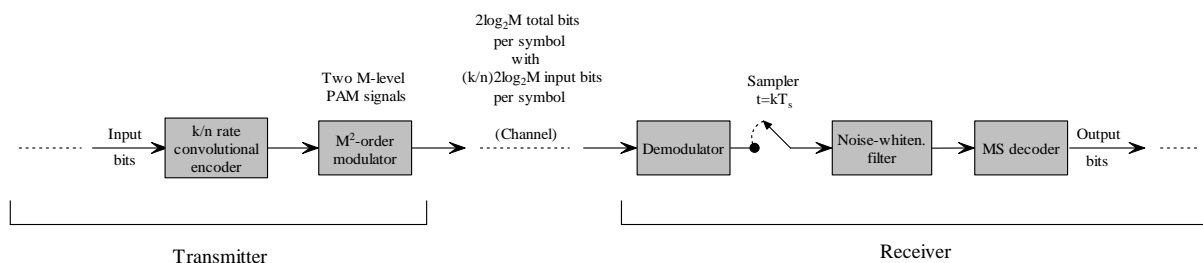 2log₂M total bits
per symbol
with
(k/n)2log₂M input bits
per symbol
Two M-level
PAM signals
Sampler
t=kTₛ
Input
bits
k/n rate
convolutional
encoder
M²-order
modulator
(Channel)
Demodulator
Noise-whiten.
filter
MS decoder
Output
bits
Transmitter
Receiver